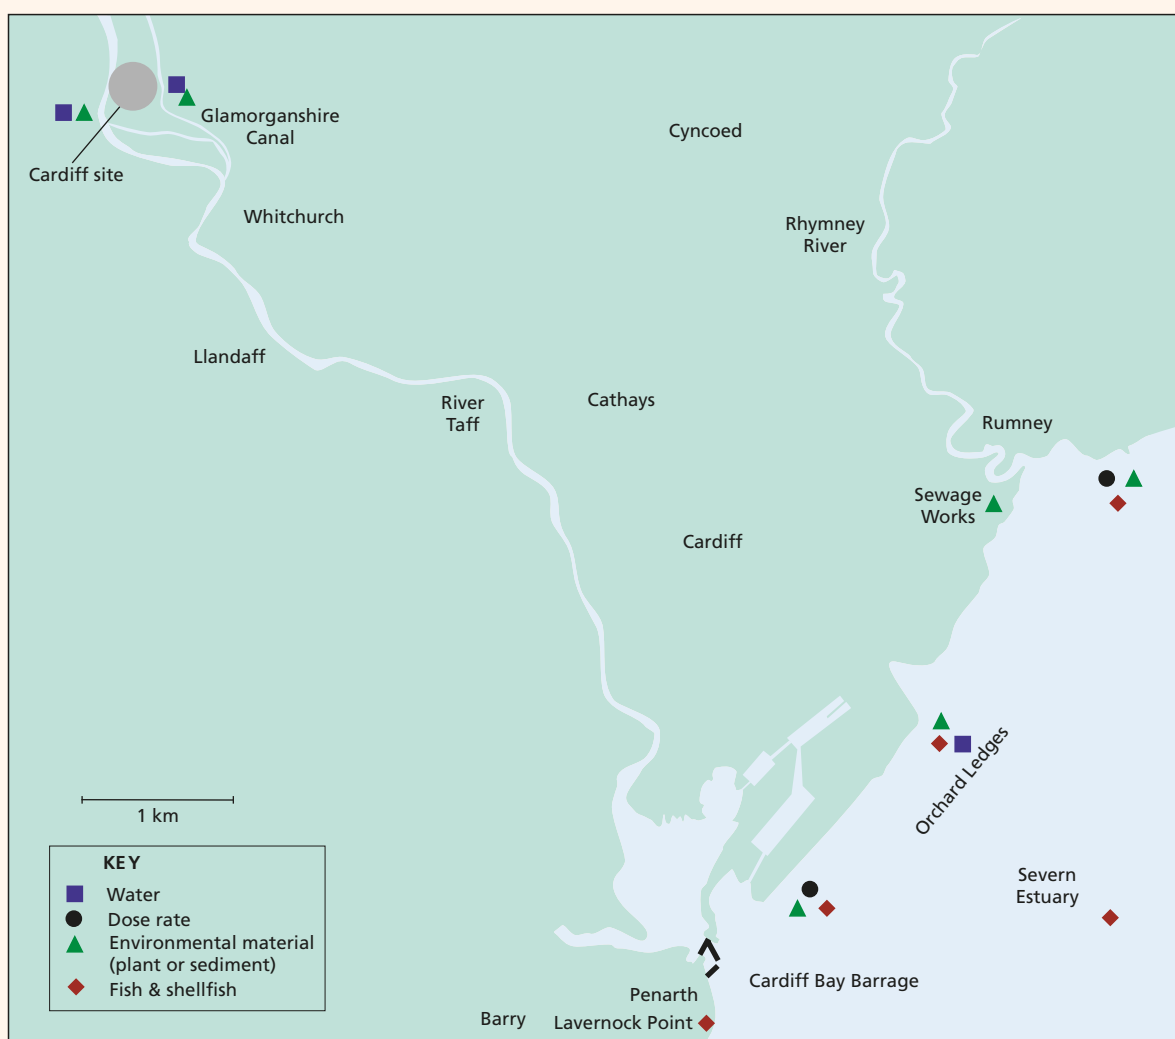 Glamorganshire
Canal
Cyncoed
Cardiff site
Whitchurch
Rhymney
River
Llandaff
River
Taff
Cathays
Rumney
Sewage
Works
Cardiff
Orchard Ledges
1 km
KEY
Water
Dose rate
Environmental material
(plant or sediment)
Fish & shellfish
Severn
Estuary
Cardiff Bay Barrage
Penarth
Barry
Lavernock Point